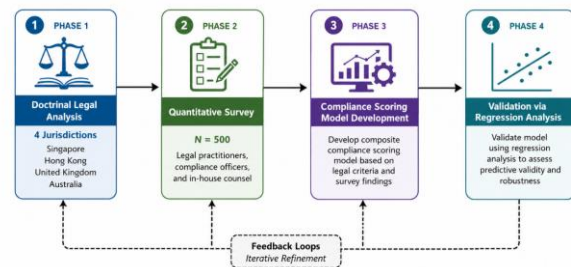 1 PHASE 1
Doctrinal Legal
Analysis
4 Jurisdictions
Singapore
Hong Kong
United Kingdom
Australia
2 PHASE 2
Quantitative Survey
N = 500
Legal practitioners,
compliance officers,
and in-house counsel
3 PHASE 3
Compliance Scoring
Model Development
Develop composite
compliance scoring
model based on
legal criteria and
survey findings
4 PHASE 4
Validation via
Regression Analysis
Validate model
using regression
analysis to assess
predictive validity and
robustness
Feedback Loops
Iterative Refinement